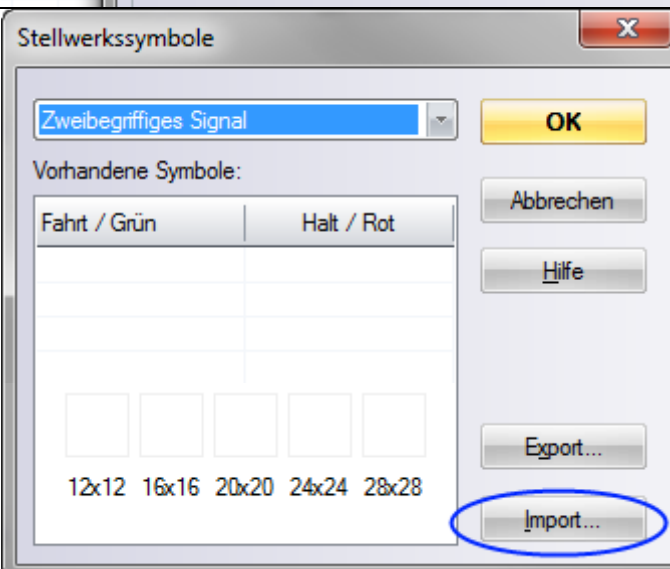 Stellwerkssymbole
Zweibegriffiges Signal
OK
Vorhandene Symbole:
Abbrechen
Fahrt / Grün Halt / Rot
Hilfe
Export...
12x12 16x16 20x20 24x24 28x28
Import...